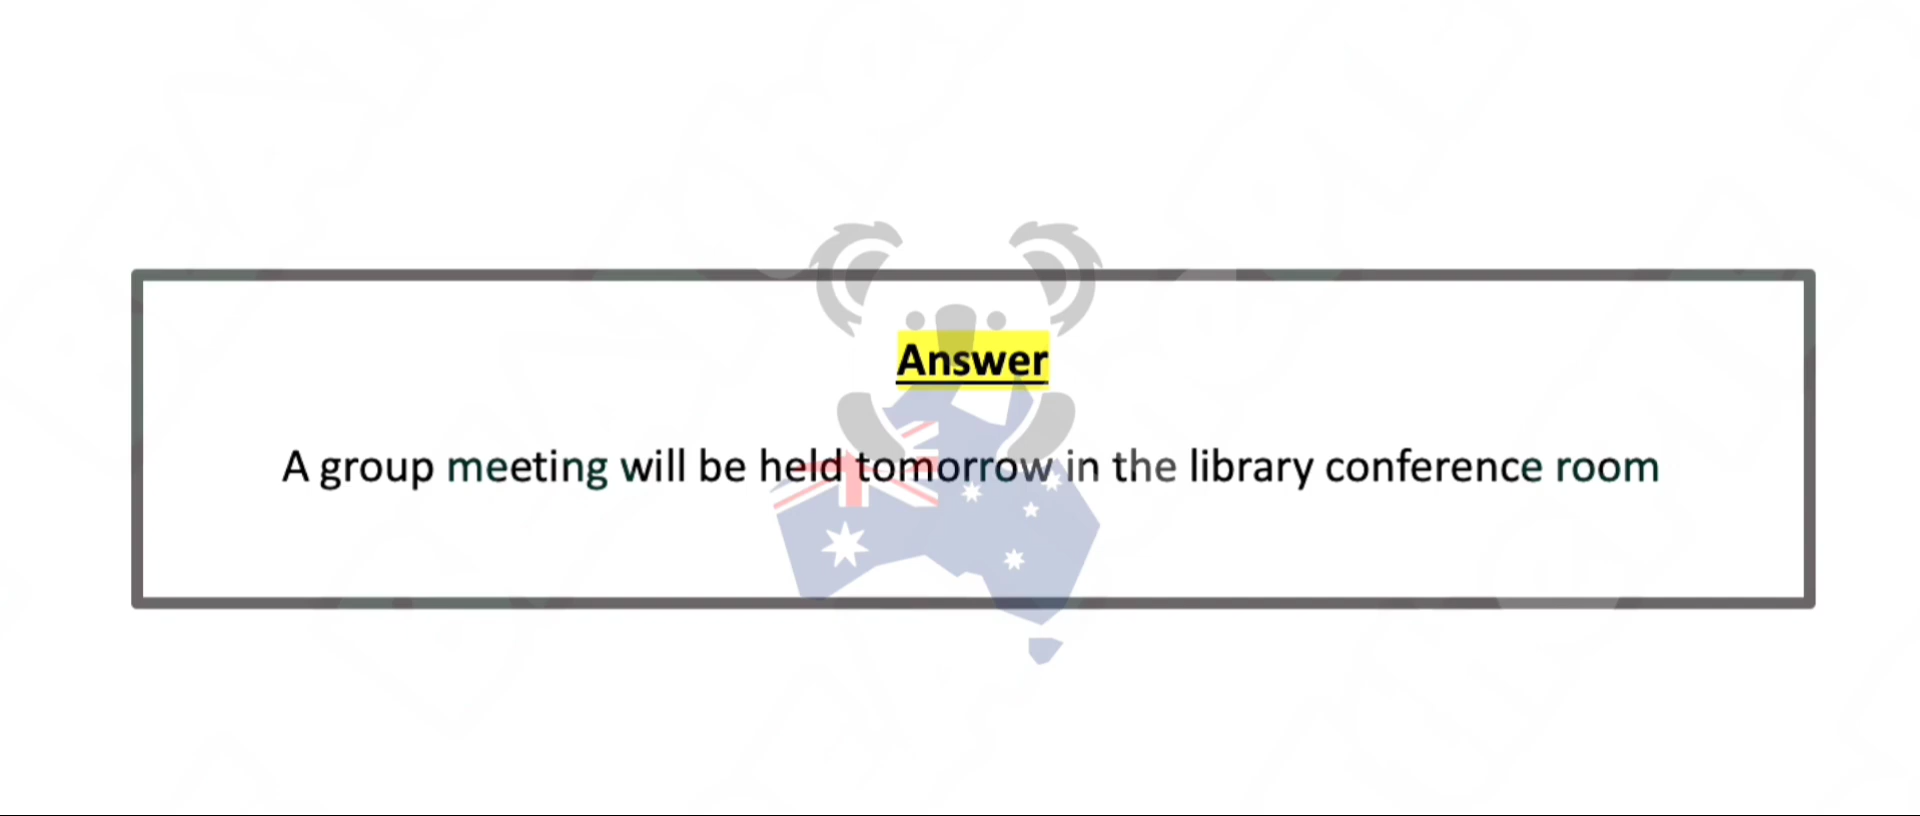 Answer
A group meeting will be held tomorrow in the library conference room